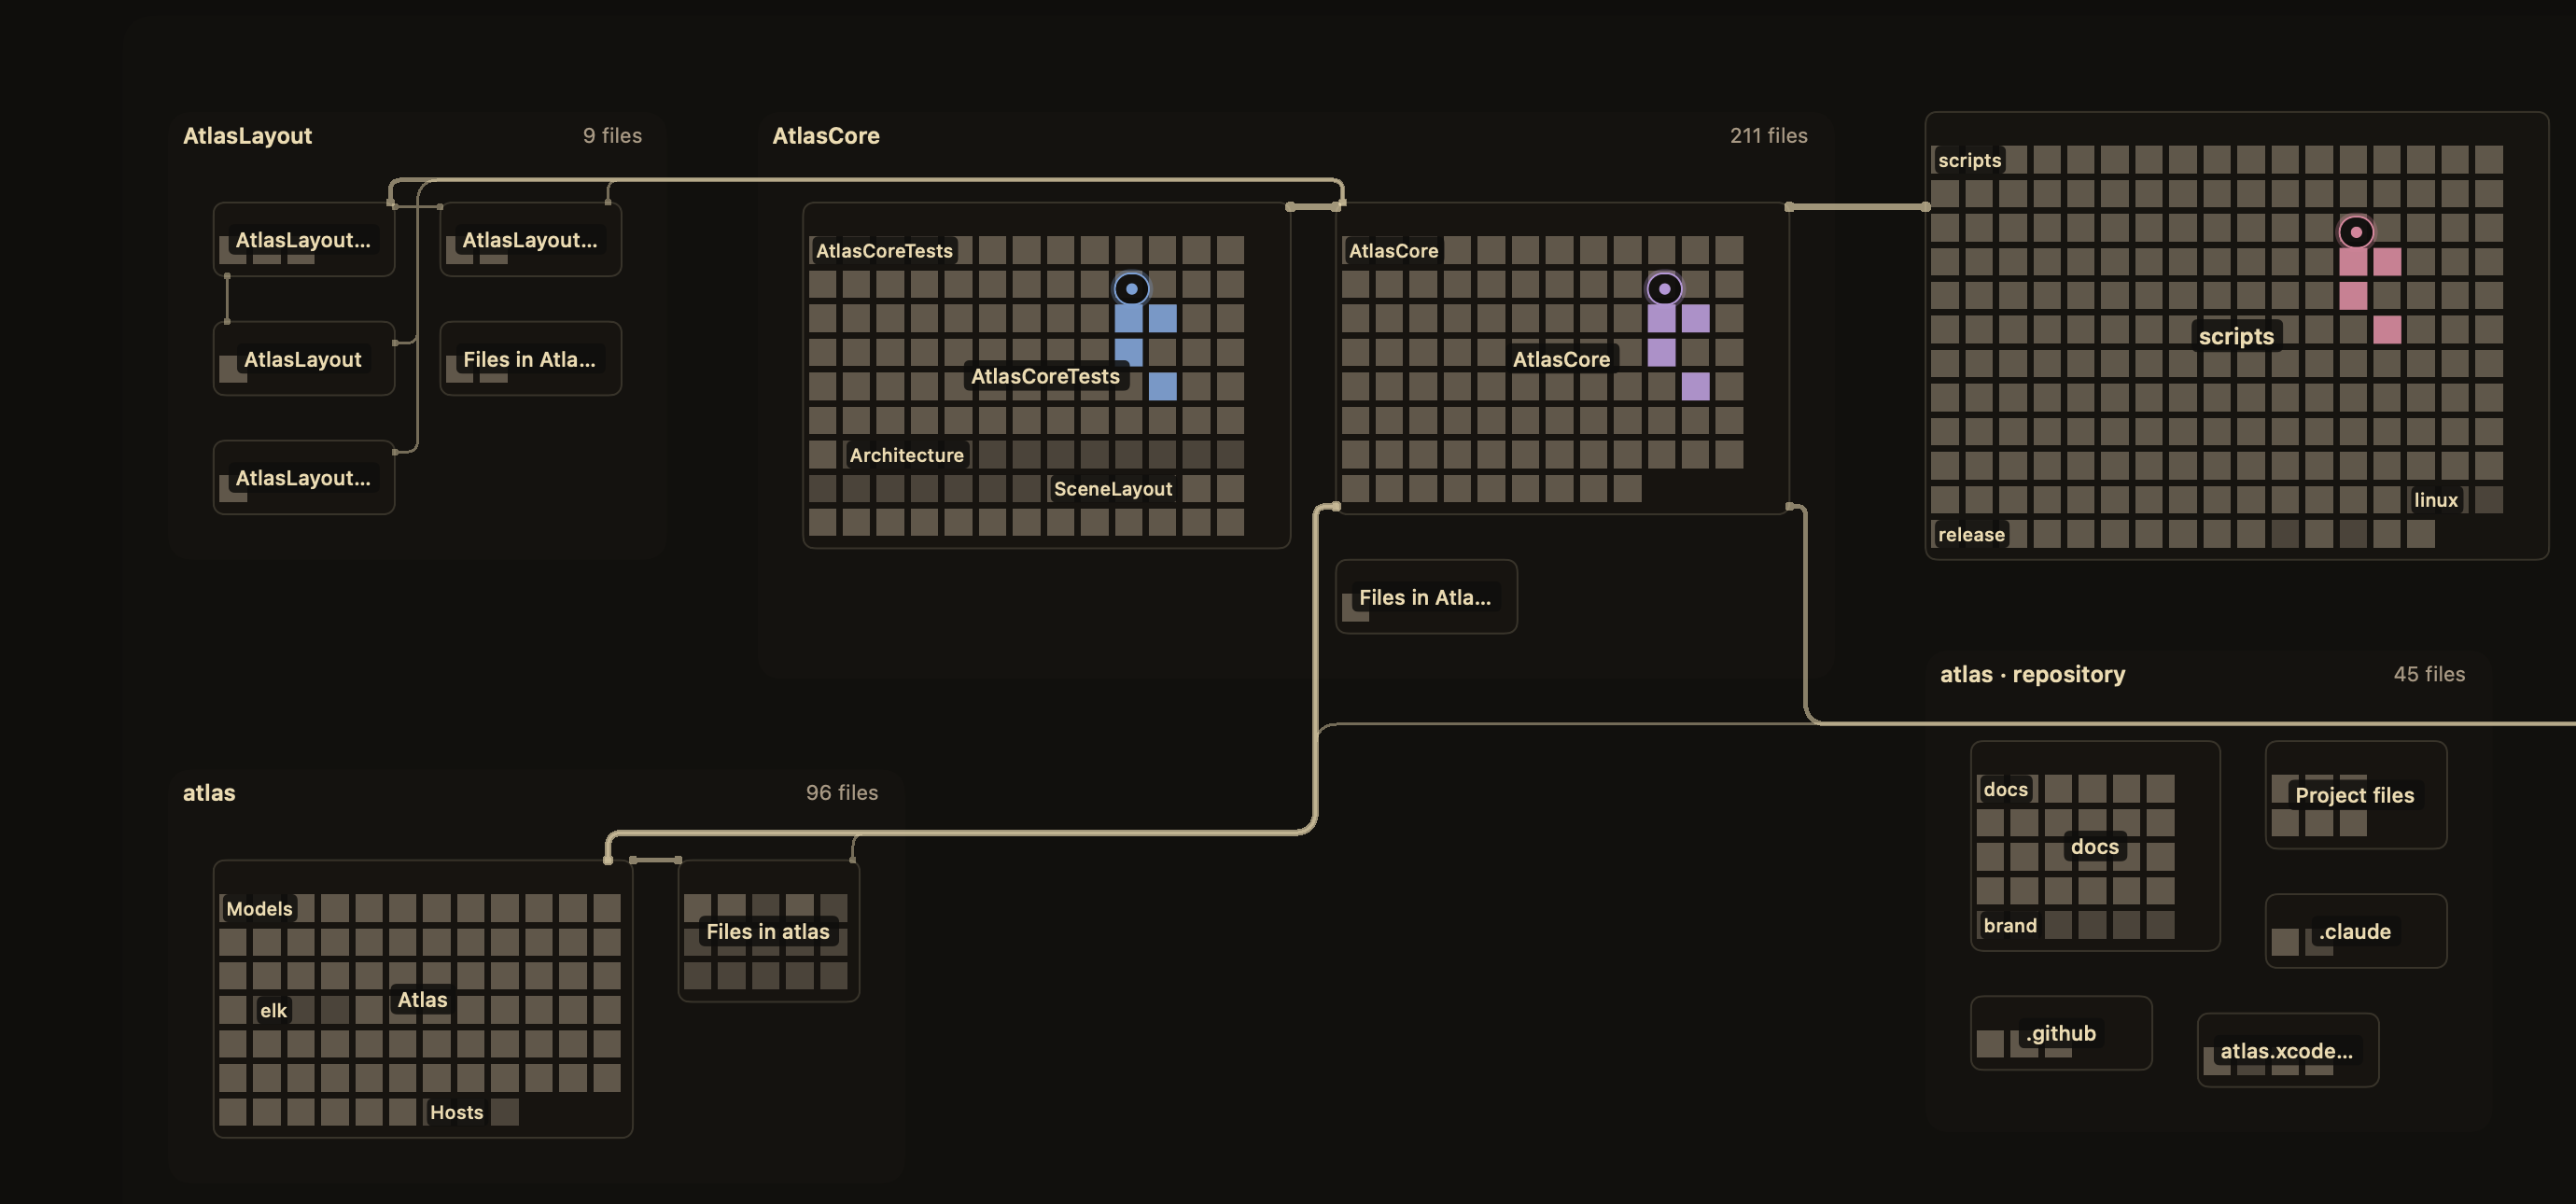 AtlasLayout
9 files
AtlasLayout...
AtlasLayout...
AtlasLayout
Files in Atla...
AtlasLayout...
AtlasCore
211 files
AtlasCoreTests
AtlasCoreTests
Architecture
SceneLayout
AtlasCore
AtlasCore
Files in Atla...
scripts
scripts
linux
release
atlas · repository
45 files
docs
docs
brand
Project files
.claude
.github
atlas.xcode...
atlas
96 files
Models
elk
Atlas
Hosts
Files in atlas